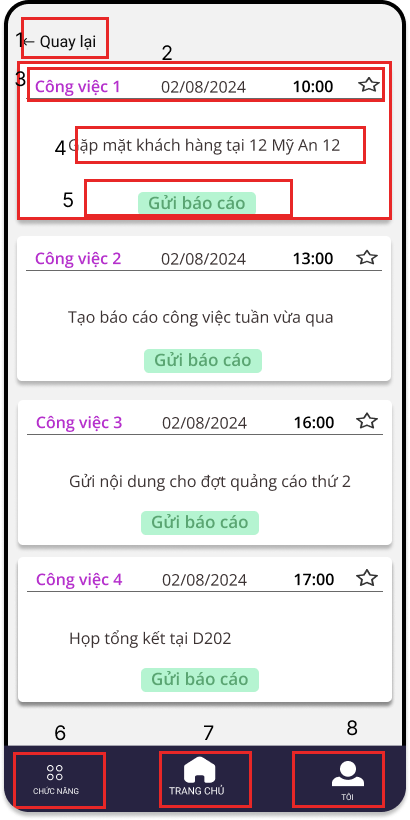 1 ← Quay lại
2
3 Công việc 1 02/08/2024 10:00
4 Gặp mặt khách hàng tại 12 Mỹ An 12
5 Gửi báo cáo
Công việc 2 02/08/2024 13:00
Tạo báo cáo công việc tuần vừa qua
Gửi báo cáo
Công việc 3 02/08/2024 16:00
Gửi nội dung cho đợt quảng cáo thứ 2
Gửi báo cáo
Công việc 4 02/08/2024 17:00
Họp tổng kết tại D202
Gửi báo cáo
6 7 8
CHỨC NĂNG TRANG CHỦ TÔI